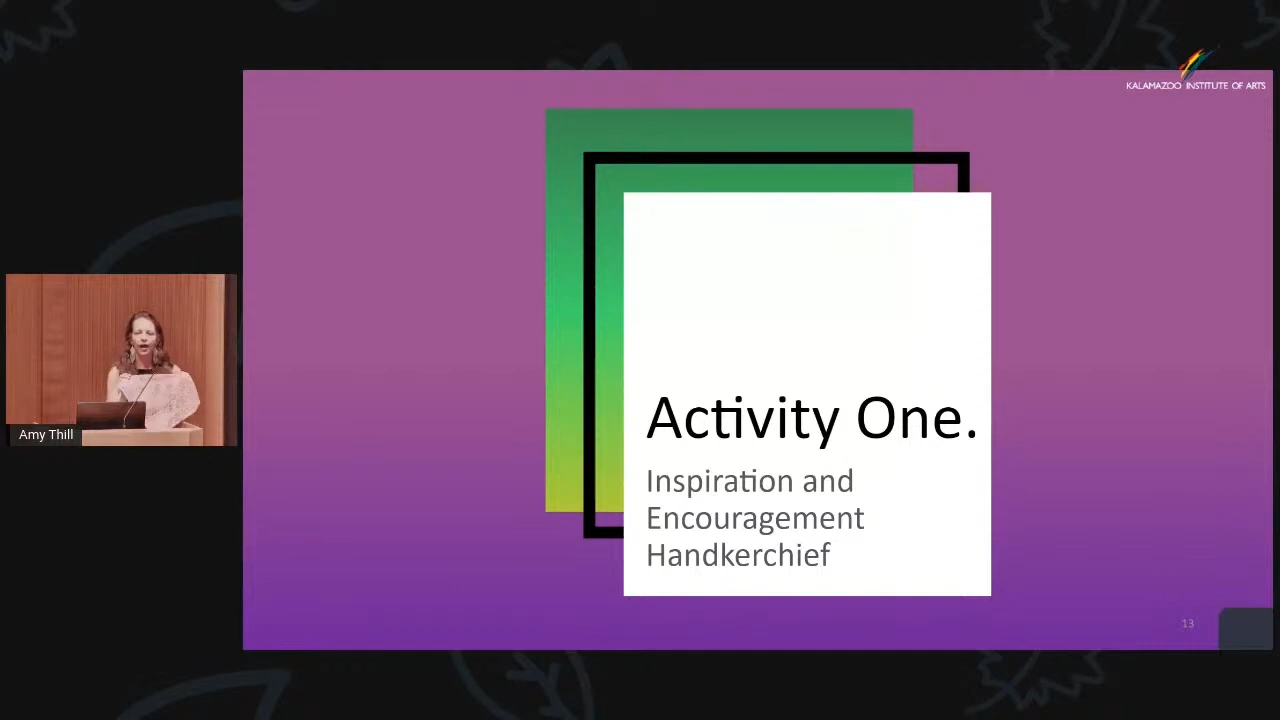 KALAMAZOO INSTITUTE OF ARTS
Activity One.
Inspiration and
Encouragement
Handkerchief
Amy Thill
13